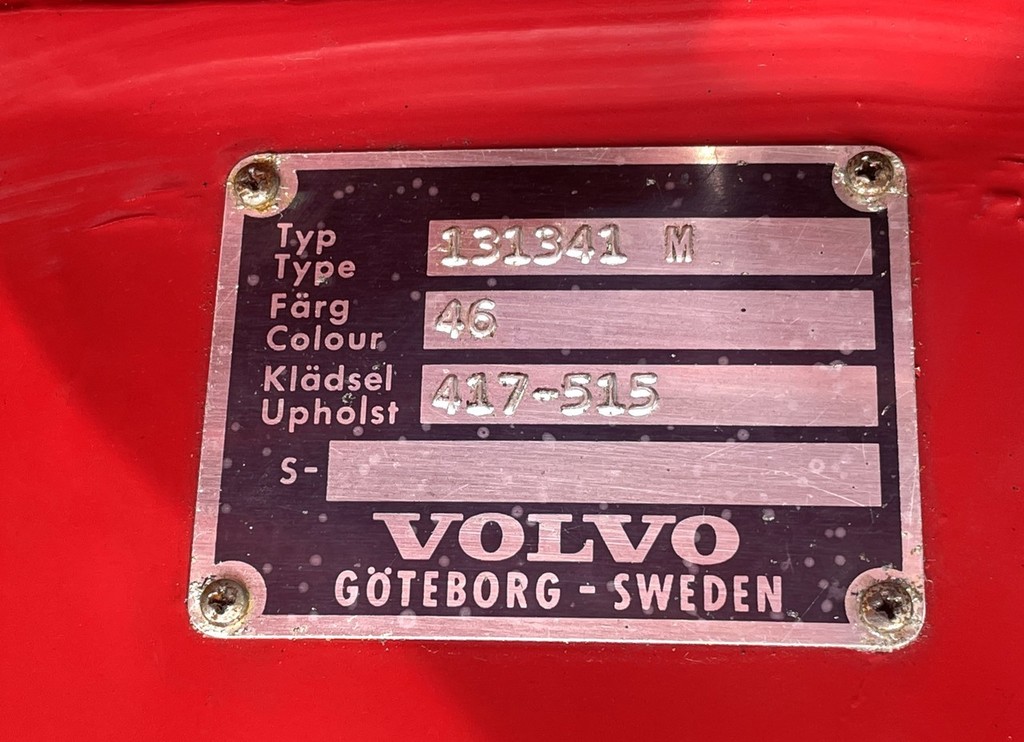 Typ
Type
131341 M
Färg
Colour
46
Klädsel
Upholst
417-515
S-
VOLVO
GÖTEBORG - SWEDEN